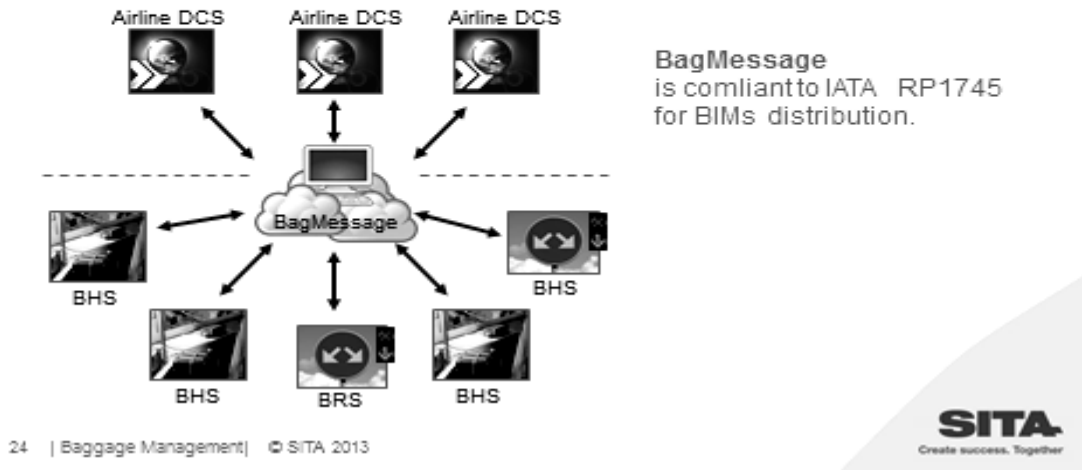 Airline DCS
Airline DCS
Airline DCS
BagMessage
is comliant to IATA RP1745
for BIMs distribution.
BagMessage
BHS
BHS
BHS
BRS
BHS
24 | Baggage Management| © SITA 2013
SITA
Create success. Together